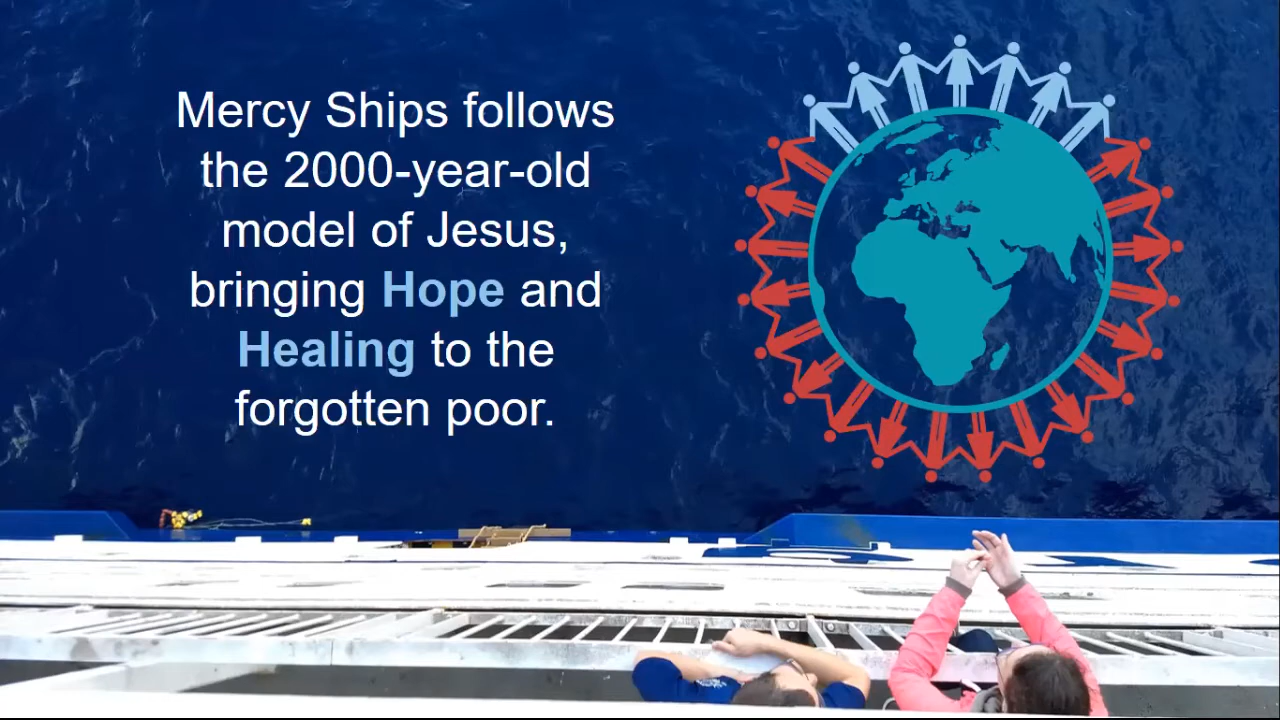 Mercy Ships follows
the 2000-year-old
model of Jesus,
bringing Hope and
Healing to the
forgotten poor.